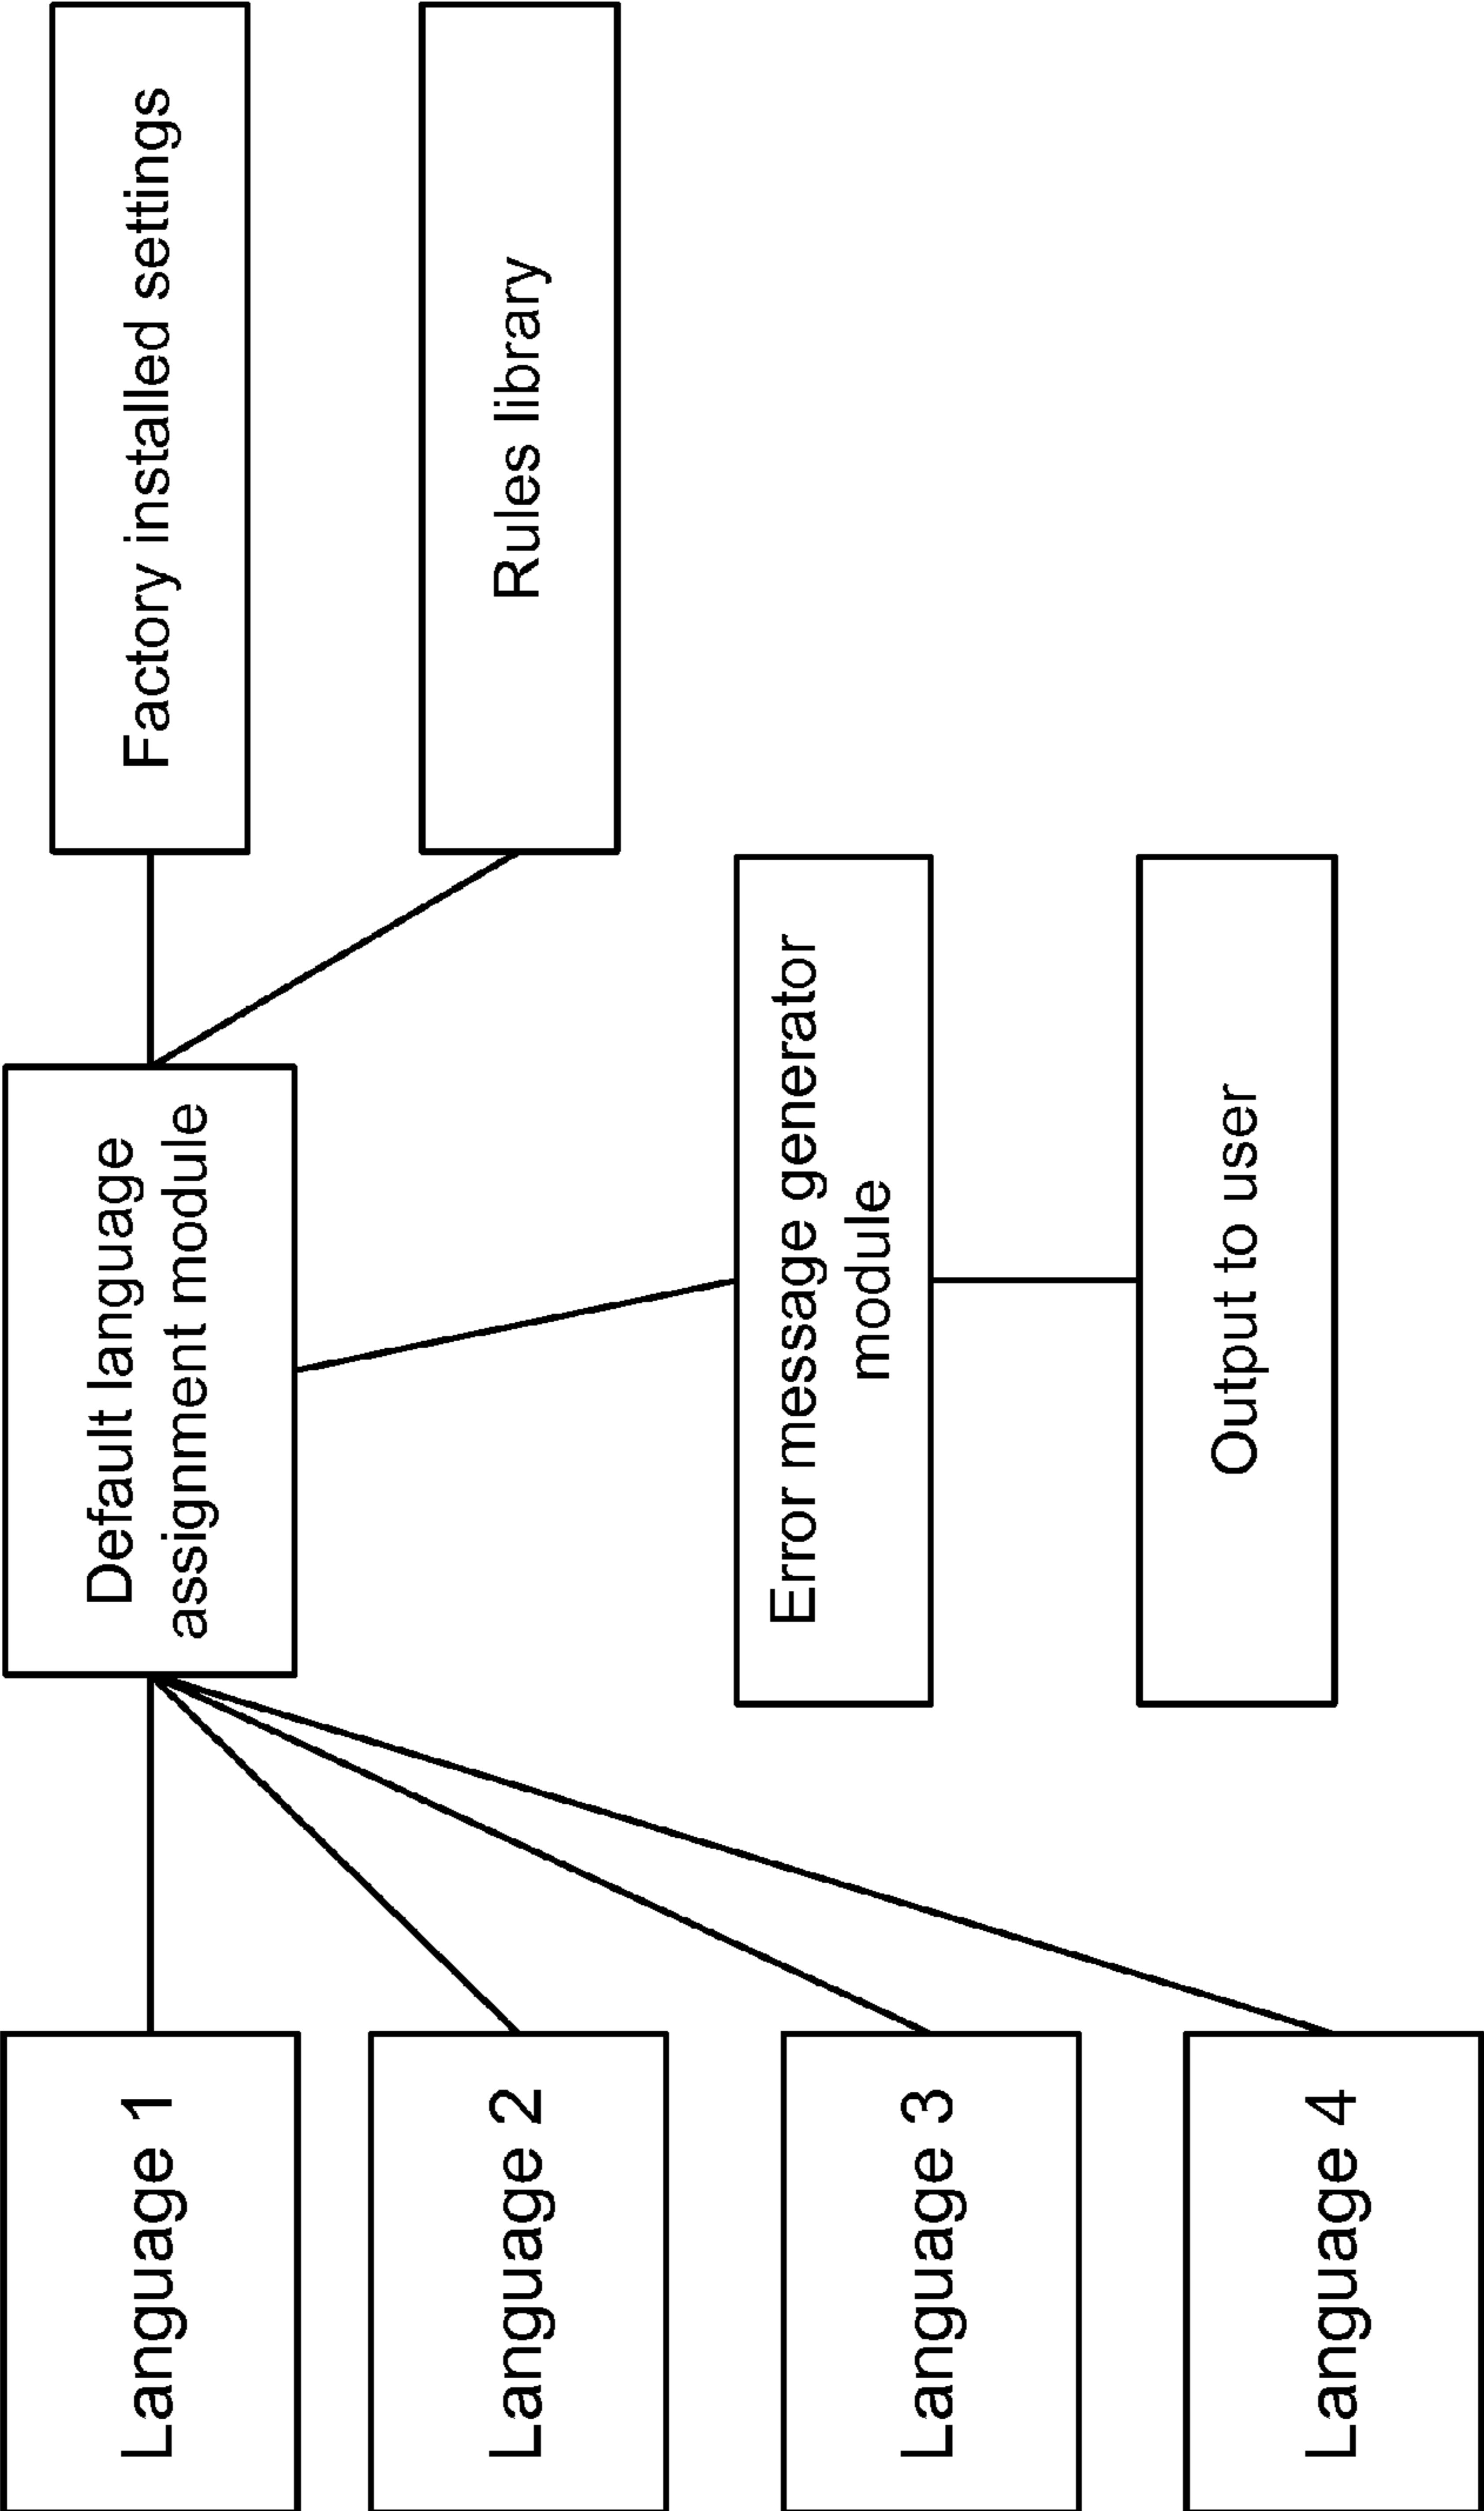 Language 1
Language 2
Language 3
Language 4
Default language
assignment module
Error message generator
module
Output to user
Factory installed settings
Rules library